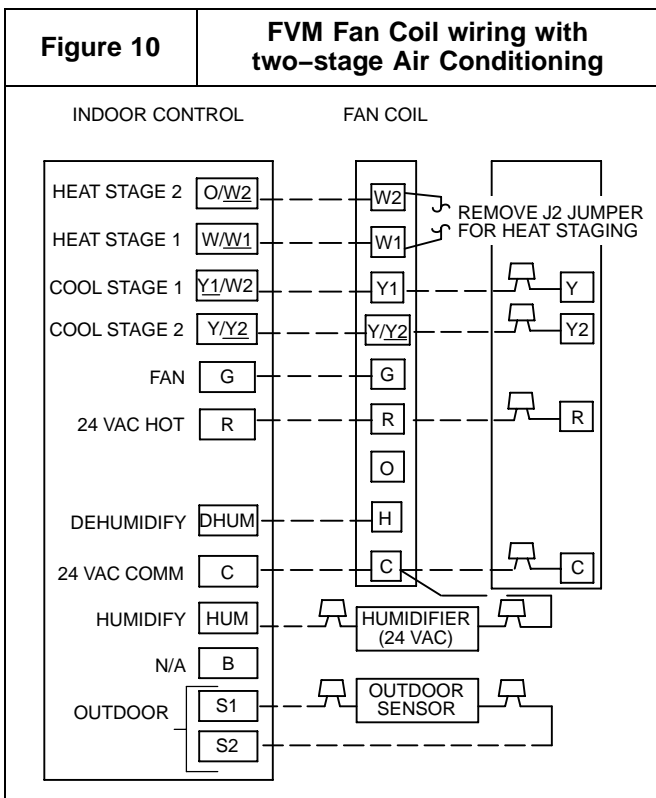 Figure 10
FVM Fan Coil wiring with
two−stage Air Conditioning
INDOOR CONTROL
FAN COIL
HEAT STAGE 2 O/W2 W2
REMOVE J2 JUMPER
FOR HEAT STAGING
HEAT STAGE 1 W/W1 W1
COOL STAGE 1 Y1/W2 Y1 Y
COOL STAGE 2 Y/Y2 Y/Y2 Y2
FAN G G
24 VAC HOT R R R
O
DEHUMIDIFY DHUM H
24 VAC COMM C C C
HUMIDIFY HUM HUMIDIFIER
(24 VAC)
N/A B
OUTDOOR S1 OUTDOOR
SENSOR
S2